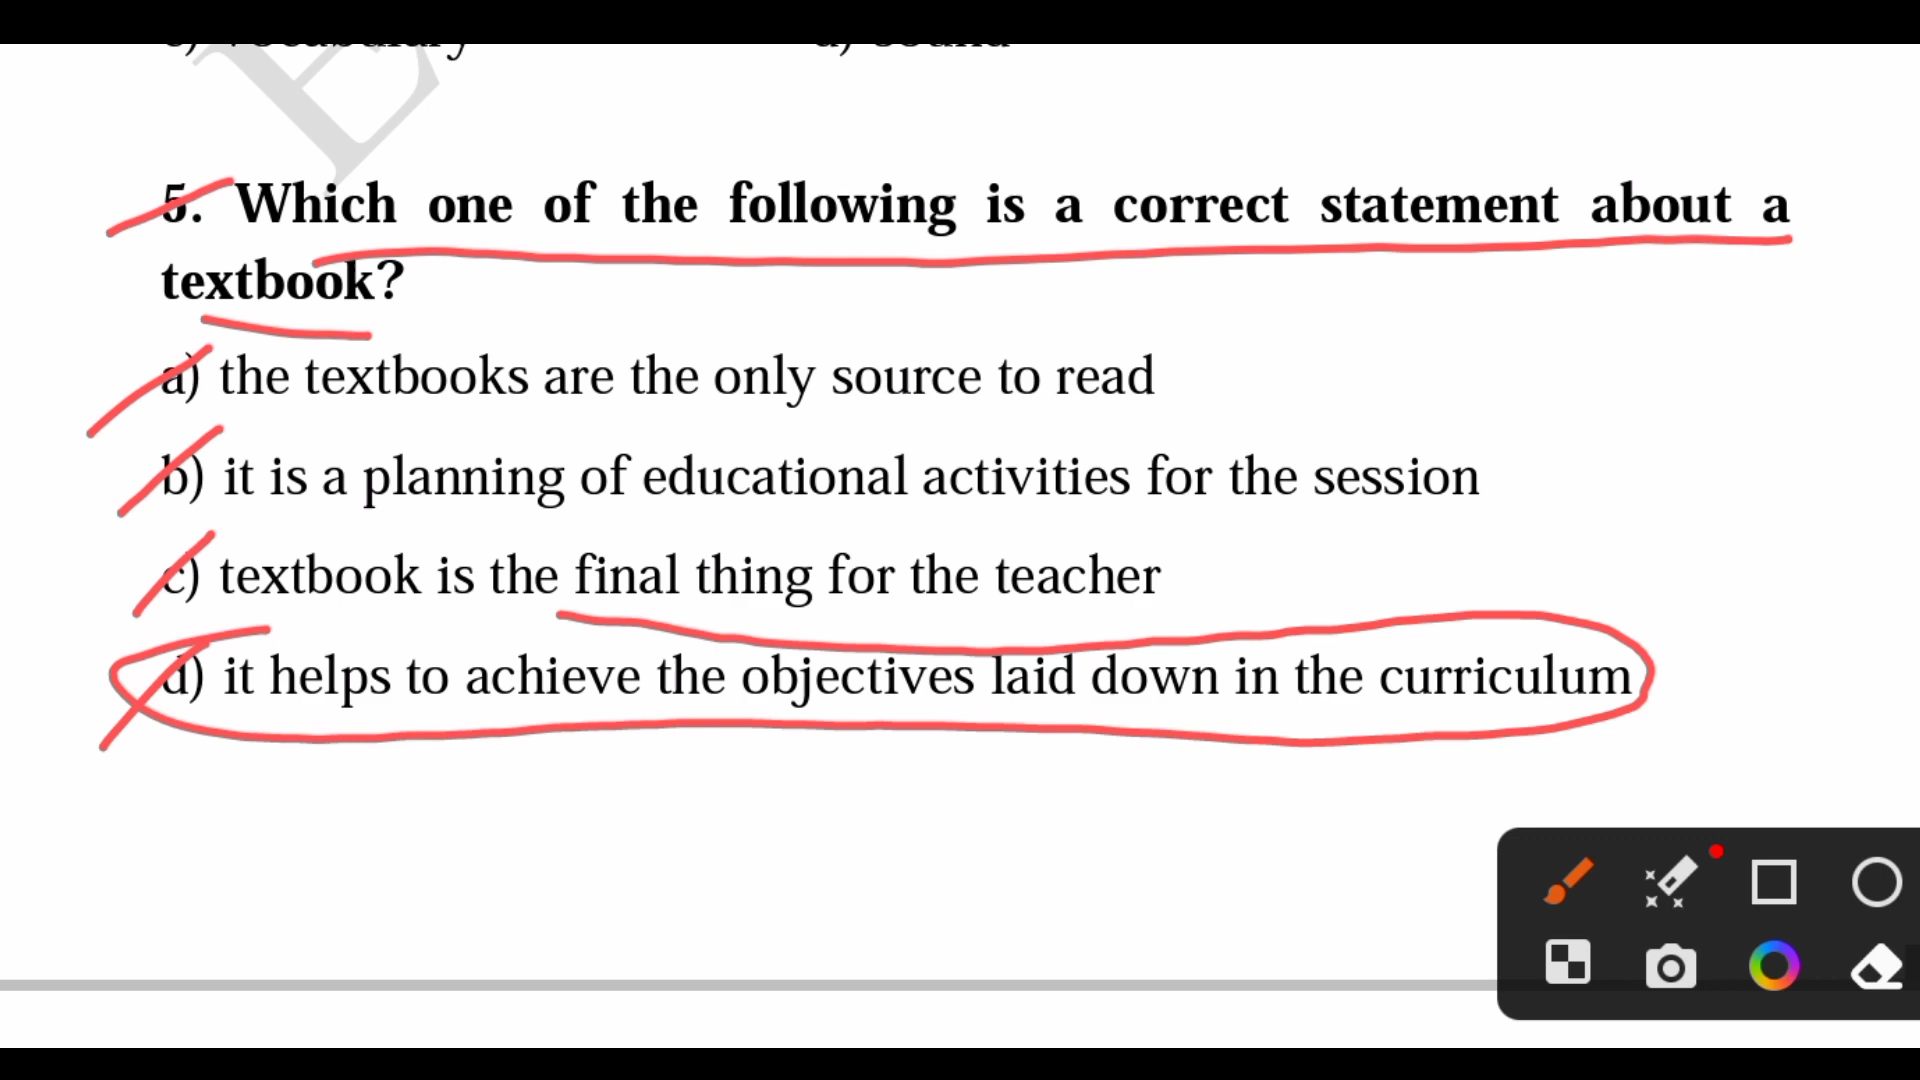 c) vocabulary d) sound
5. Which one of the following is a correct statement about a
textbook?
a) the textbooks are the only source to read
b) it is a planning of educational activities for the session
c) textbook is the final thing for the teacher
d) it helps to achieve the objectives laid down in the curriculum